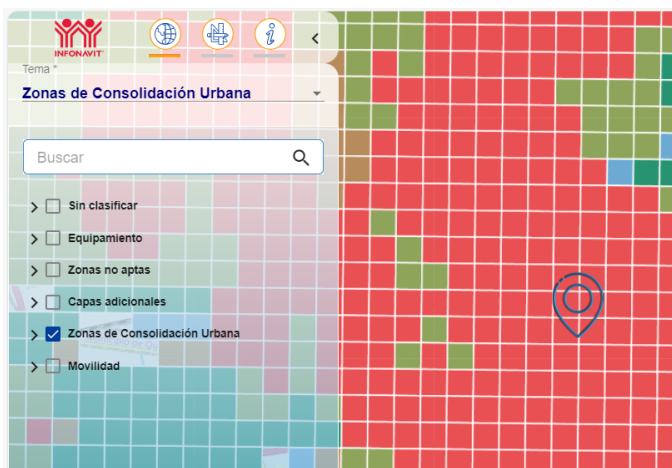 INFONAVIT
Tema *
Zonas de Consolidación Urbana
Buscar
Sin clasificar
Equipamiento
Zonas no aptas
Capas adicionales
Zonas de Consolidación Urbana
Movilidad